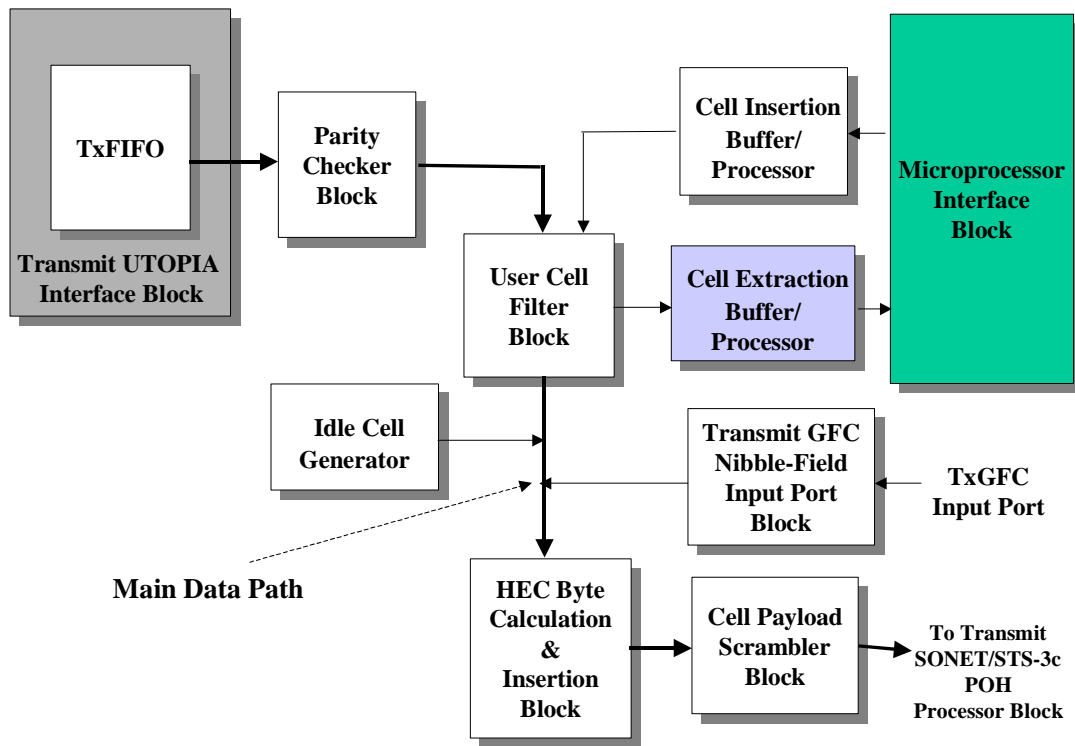 TxFIFO
Transmit UTOPIA
Interface Block
Parity
Checker
Block
Cell Insertion
Buffer/
Processor
Microprocessor
Interface
Block
User Cell
Filter
Block
Cell Extraction
Buffer/
Processor
Idle Cell
Generator
Transmit GFC
Nibble-Field
Input Port
Block
TxGFC
Input Port
Main Data Path
HEC Byte
Calculation
&
Insertion
Block
Cell Payload
Scrambler
Block
To Transmit
SONET/STS-3c
POH
Processor Block